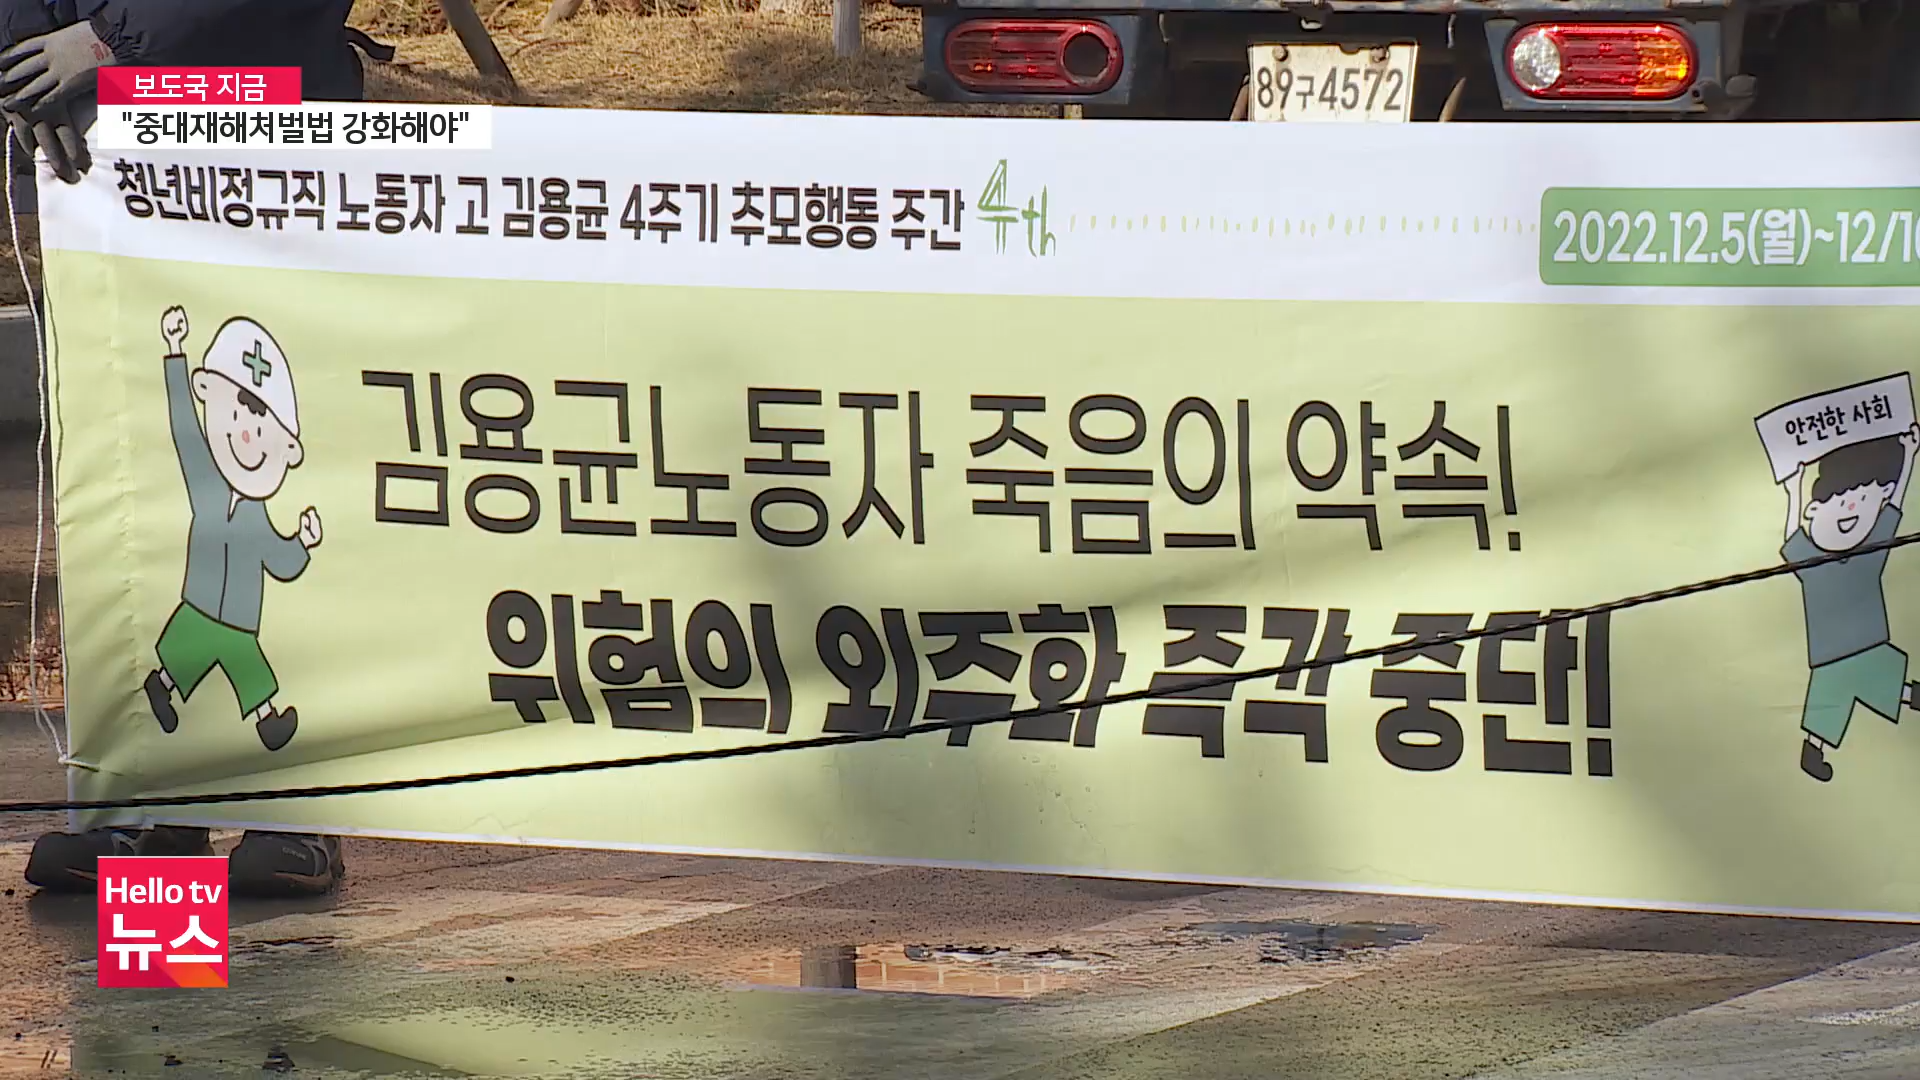 보도국 지금
"중대재해처벌법 강화해야"
89구4572
청년비정규직 노동자 고 김용균 4주기 추모행동 주간 4th
2022.12.5(월)~12/10
김용균노동자 죽음의 약속!
위험의 외주화 즉각 중단!
안전한 사회
Hello tv
뉴스